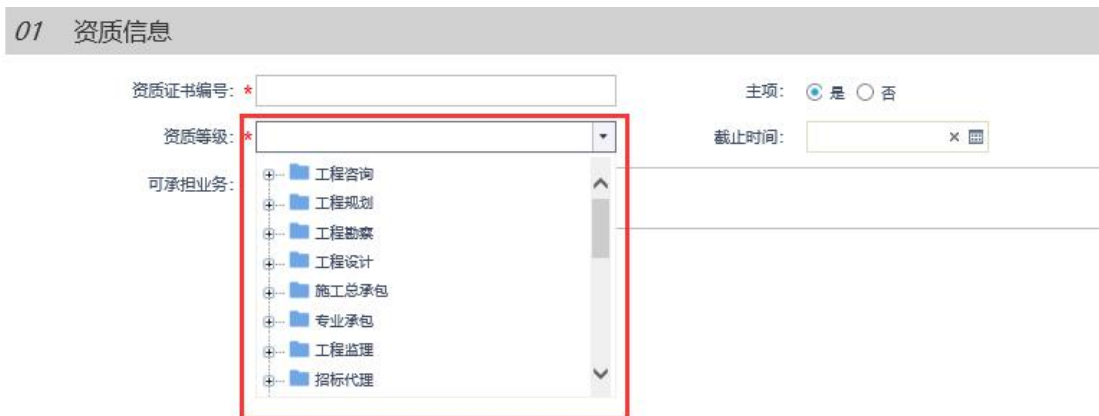 01 资质信息
资质证书编号: * 主项: 是 否
资质等级: * 截止时间:
可承担业务:
工程咨询
工程规划
工程勘察
工程设计
施工总承包
专业承包
工程监理
招标代理